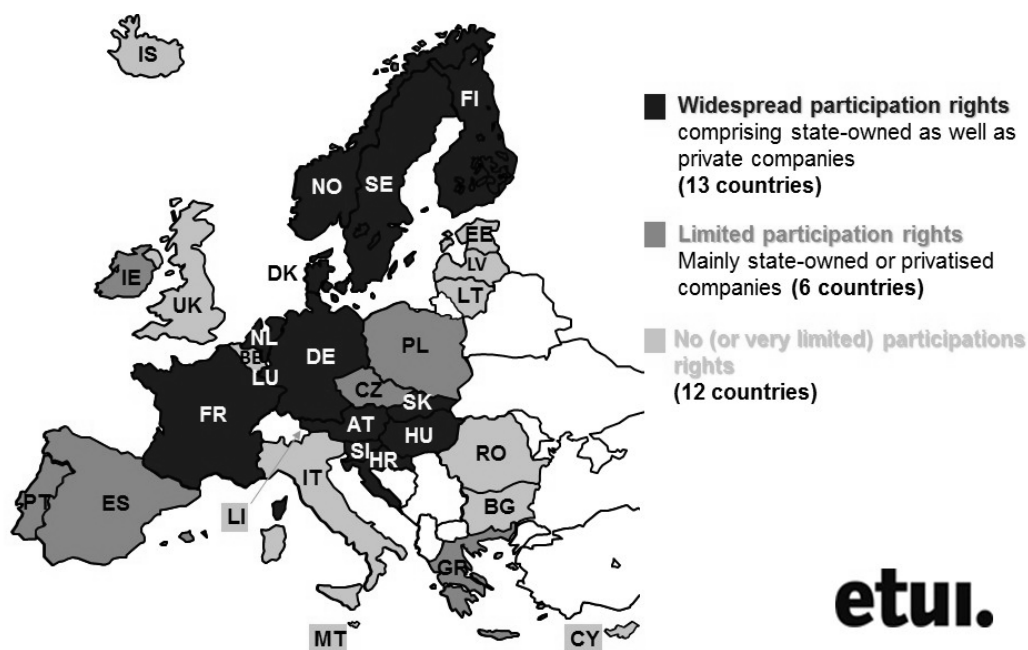 IS
FI
NO
SE
EE
LV
LT
DK
IE
UK
NL
BE
LU
DE
PL
CZ
SK
FR
AT
HU
SI
HR
RO
IT
BG
PT
ES
LI
GR
MT
CY
Widespread participation rights
comprising state-owned as well as
private companies
(13 countries)
Limited participation rights
Mainly state-owned or privatised
companies (6 countries)
No (or very limited) participations
rights
(12 countries)
etui.